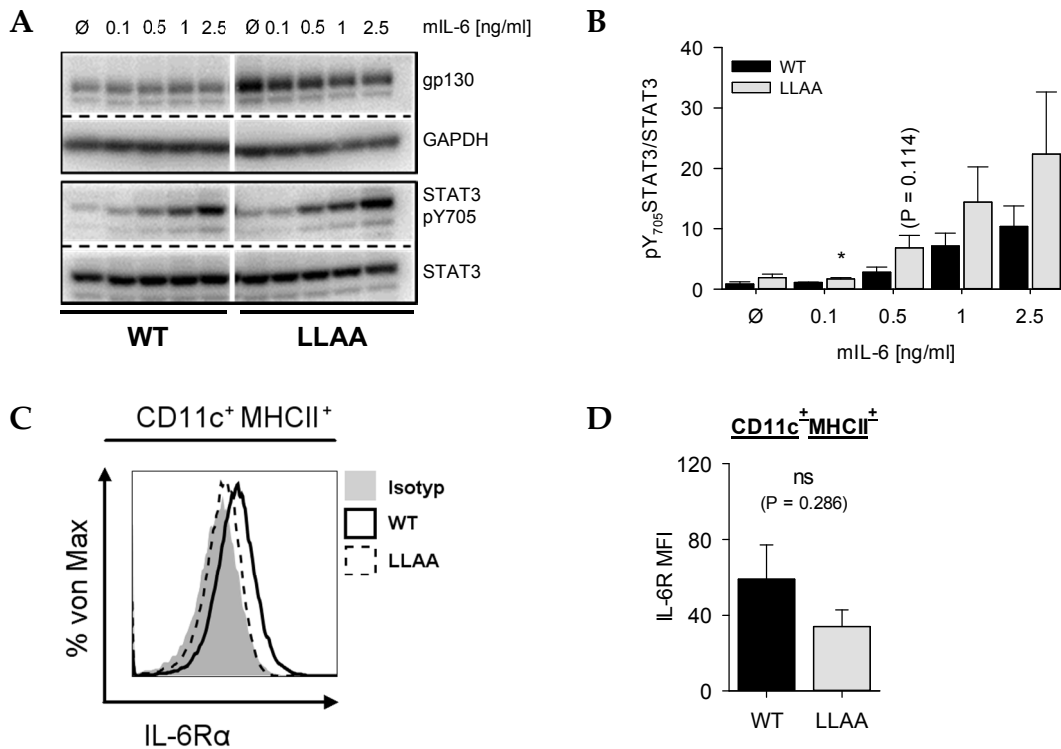 A
Ø 0.1 0.5 1 2.5 Ø 0.1 0.5 1 2.5 mIL-6 [ng/ml]
gp130
GAPDH
STAT3
pY705
STAT3
WT LLAA
B
pY₇₀₅STAT3/STAT3
40
30
20
10
0
WT
LLAA
*
(P = 0.114)
Ø 0.1 0.5 1 2.5
mIL-6 [ng/ml]
C
CD11c⁺ MHCII⁺
% von Max
Isotyp
WT
LLAA
IL-6Rα
D
CD11c⁺MHCII⁺
IL-6R MFI
120
80
40
0
ns
(P = 0.286)
WT LLAA